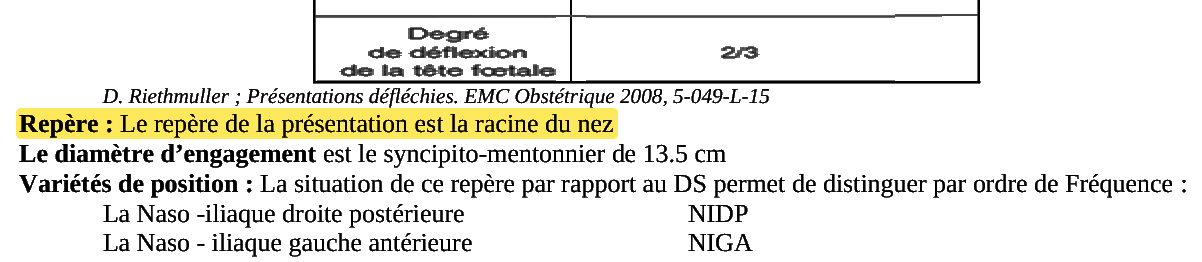 Degré
de déflexion
de la tête fœtale
2/3
D. Riethmuller ; Présentations défléchies. EMC Obstétrique 2008, 5-049-L-15
Repère : Le repère de la présentation est la racine du nez
Le diamètre d’engagement est le syncipito-mentonnier de 13.5 cm
Variétés de position : La situation de ce repère par rapport au DS permet de distinguer par ordre de Fréquence :
La Naso -iliaque droite postérieure NIDP
La Naso - iliaque gauche antérieure NIGA